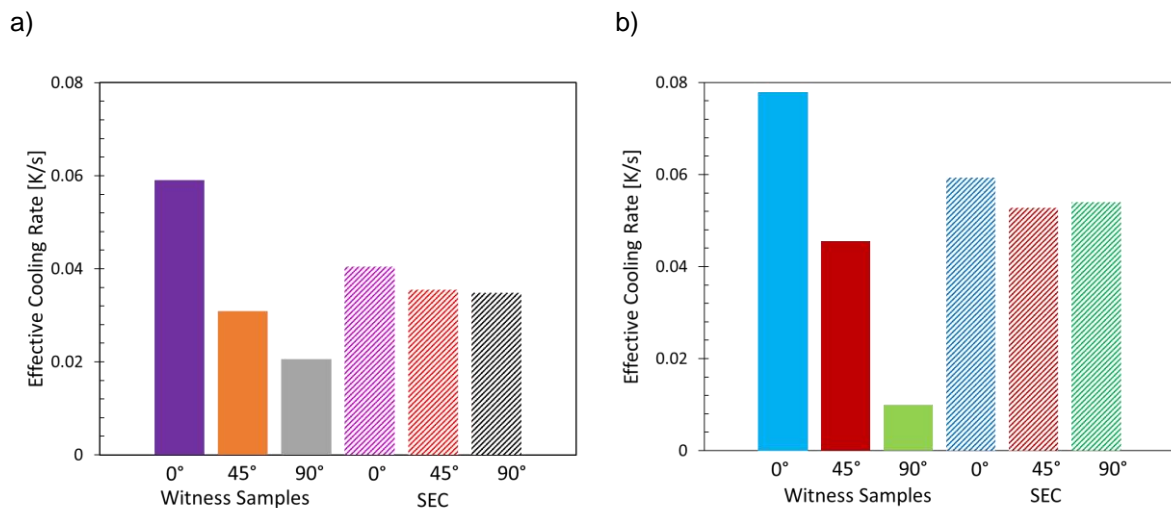 a)
Effective Cooling Rate [K/s]
0.08
0.06
0.04
0.02
0
0° 45° 90° 0° 45° 90°
Witness Samples SEC
b)
Effective Cooling Rate [K/s]
0.08
0.06
0.04
0.02
0
0° 45° 90° 0° 45° 90°
Witness Samples SEC